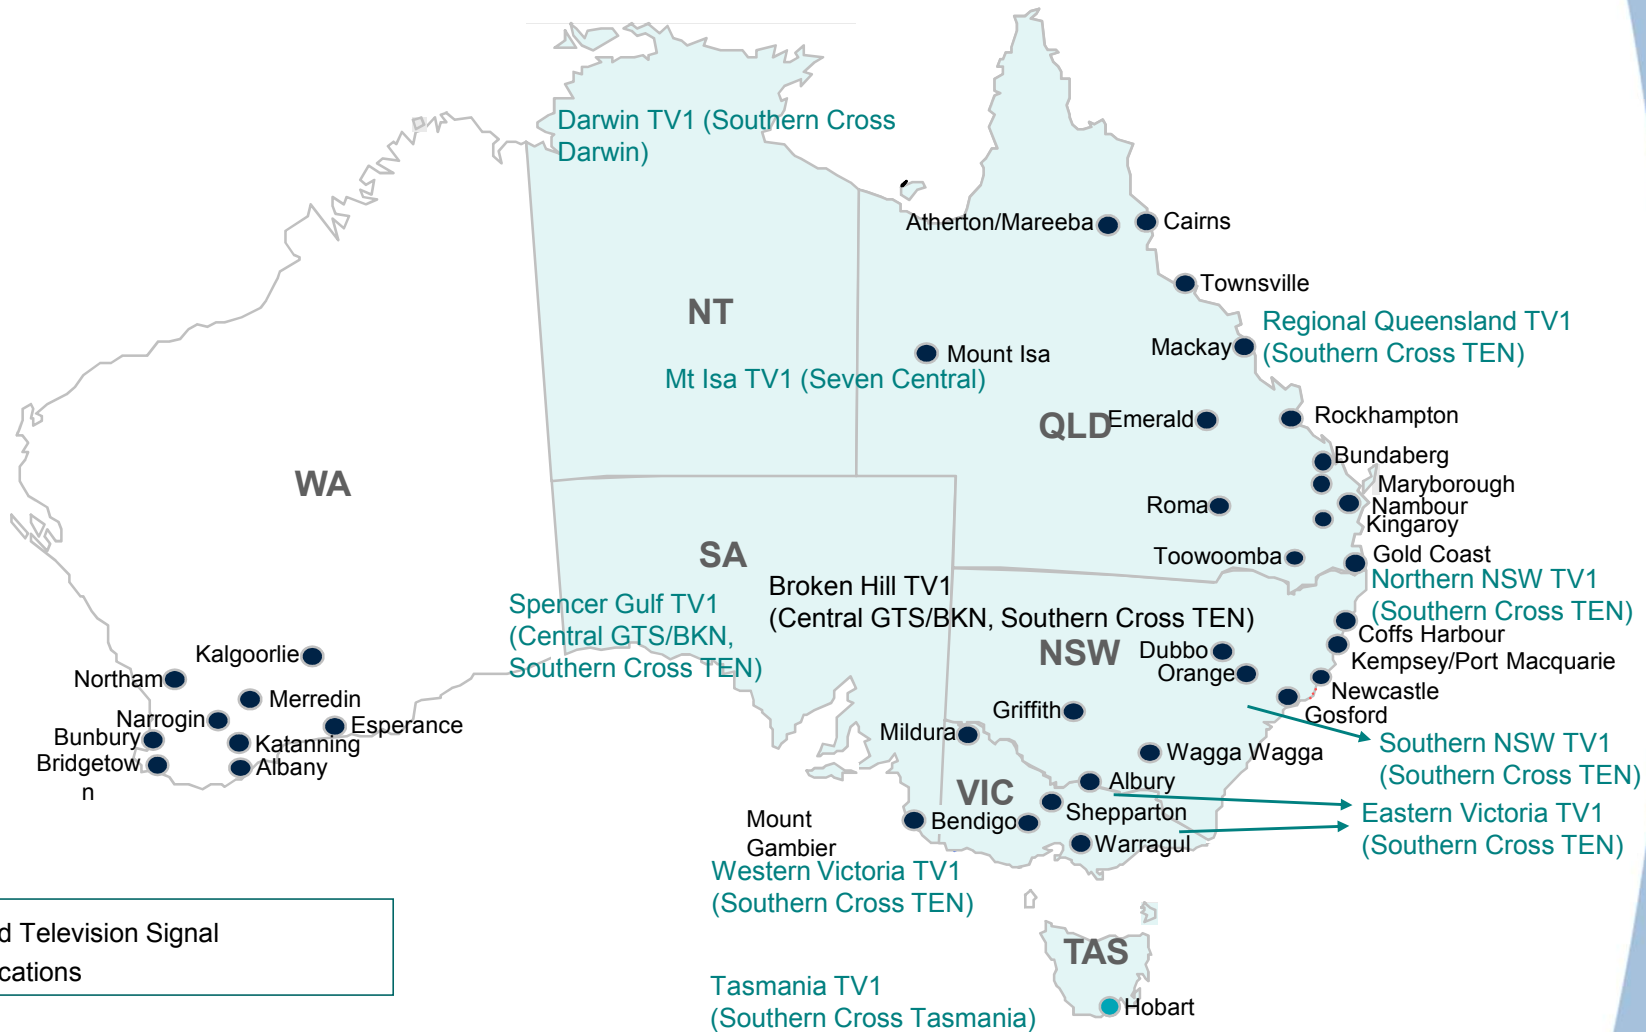 Darwin TV1 (Southern Cross
Darwin)
Atherton/Mareeba
Cairns
Townsville
NT
Regional Queensland TV1
(Southern Cross TEN)
Mackay
Mount Isa
Mt Isa TV1 (Seven Central)
QLD
Emerald
Rockhampton
Bundaberg
WA
Maryborough
Nambour
Roma
Kingaroy
SA
Toowoomba
Gold Coast
Northern NSW TV1
(Southern Cross TEN)
Broken Hill TV1
(Central GTS/BKN, Southern Cross TEN)
Spencer Gulf TV1
(Central GTS/BKN,
Southern Cross TEN)
NSW
Coffs Harbour
Kempsey/Port Macquarie
Dubbo
Orange
Kalgoorlie
Northam
Merredin
Newcastle
Gosford
Narrogin
Esperance
Griffith
Bunbury
Katanning
Mildura
Bridgetow
n
Albany
Wagga Wagga
Southern NSW TV1
(Southern Cross TEN)
Albury
VIC
Shepparton
Eastern Victoria TV1
(Southern Cross TEN)
Mount
Gambier
Bendigo
Warragul
Western Victoria TV1
(Southern Cross TEN)
d Television Signal
cations
TAS
Tasmania TV1
(Southern Cross Tasmania)
Hobart